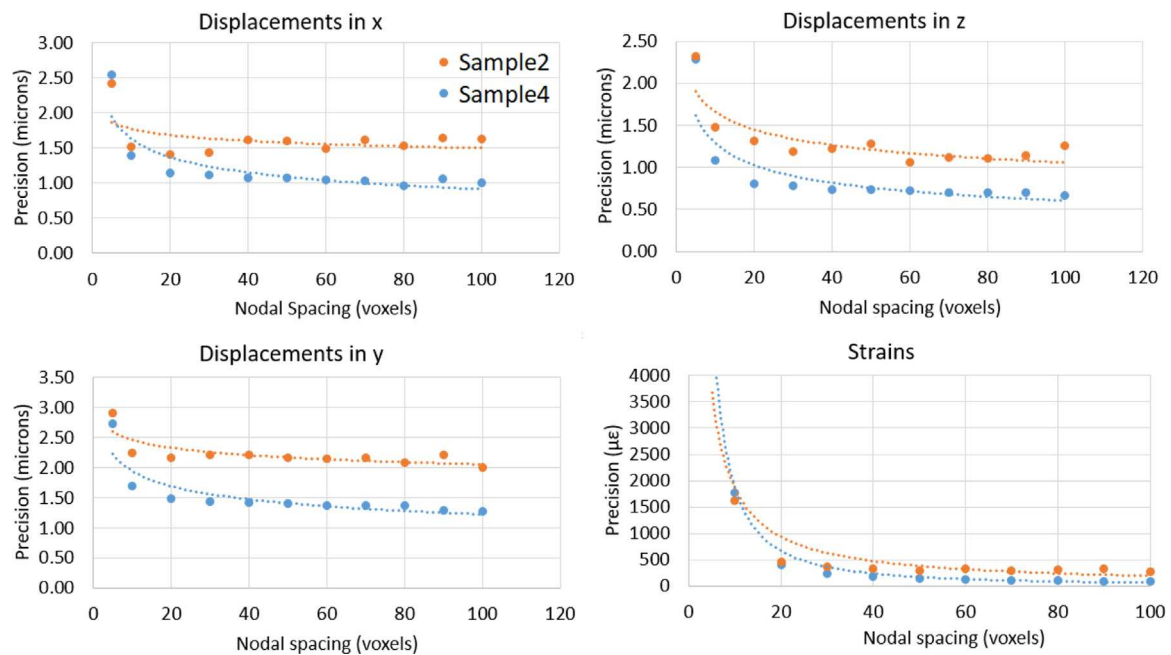 Displacements in x
3.00
2.50
2.00
1.50
1.00
0.50
0.00
Precision (microns)
Sample2
Sample4
0 20 40 60 80 100 120
Nodal Spacing (voxels)
Displacements in z
2.50
2.00
1.50
1.00
0.50
0.00
Precision (microns)
0 20 40 60 80 100 120
Nodal spacing (voxels)
Displacements in y
3.50
3.00
2.50
2.00
1.50
1.00
0.50
0.00
Precision (microns)
0 20 40 60 80 100 120
Nodal spacing (voxels)
Strains
4000
3500
3000
2500
2000
1500
1000
500
0
Precision (με)
20 40 60 80 100
Nodal spacing (voxels)